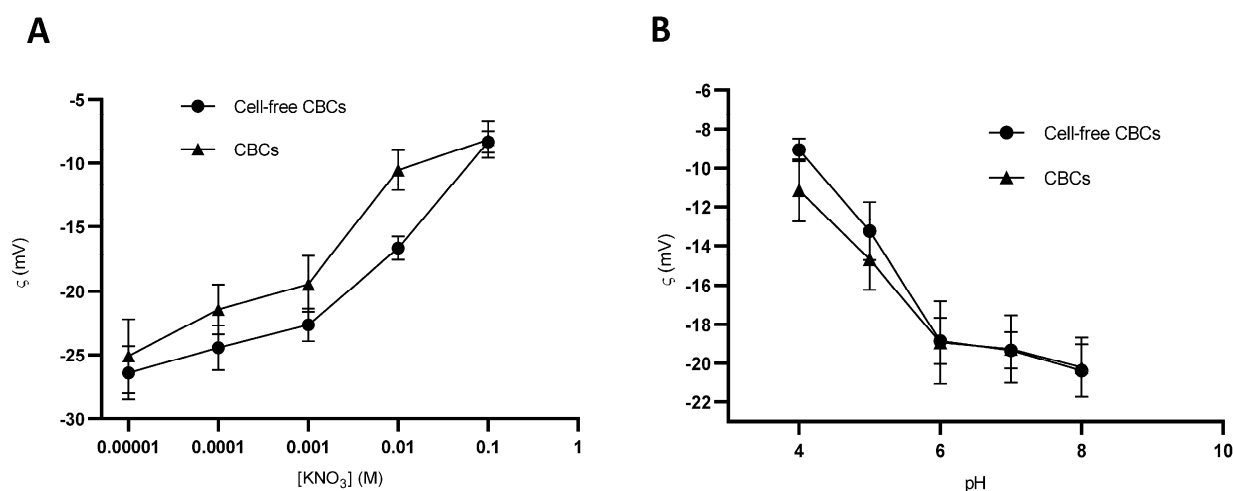 A
-5
-10
-15
-20
-25
-30
ς (mV)
Cell-free CBCs
CBCs
0.00001 0.0001 0.001 0.01 0.1 1
[KNO₃] (M)
B
-6
-8
-10
-12
-14
-16
-18
-20
-22
ς (mV)
Cell-free CBCs
CBCs
4 6 8 10
pH